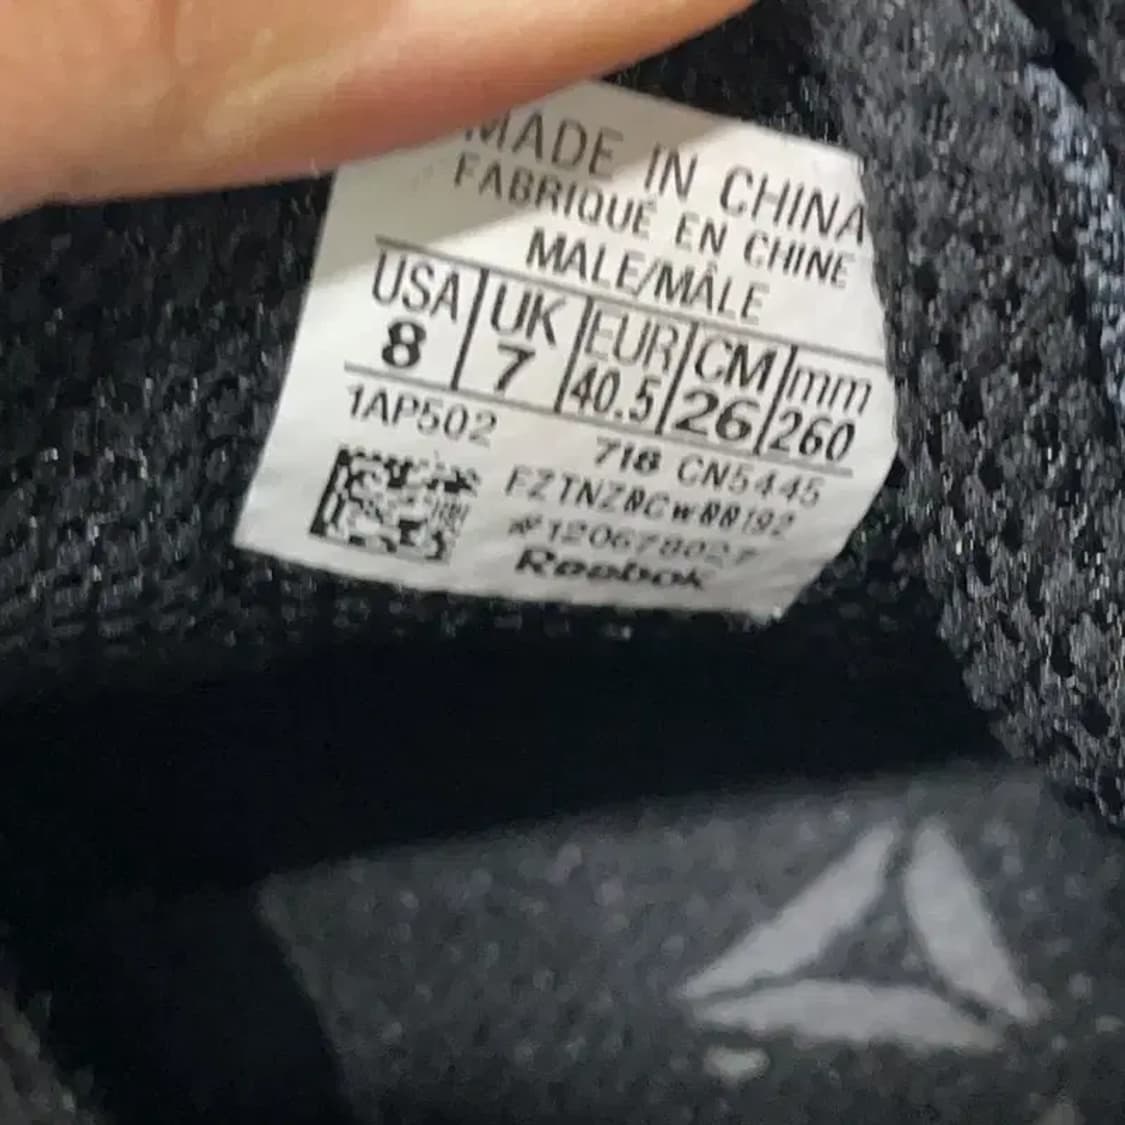 MADE IN CHINA
FABRIQUÉ EN CHINE
MALE/MÂLE
USA UK EUR CM mm
8 7 40.5 26 260
1AP502 718 CN5445
#120678027
Reebok